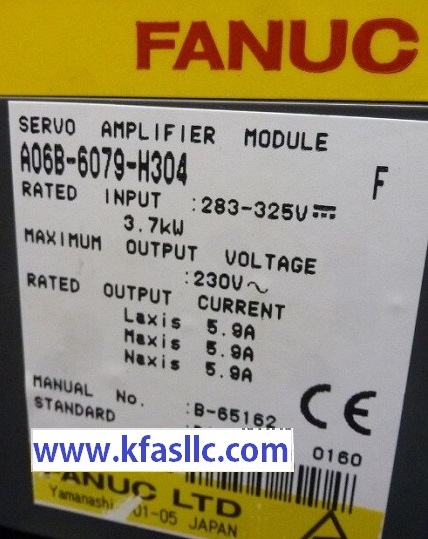 FANUC
SERVO AMPLIFIER MODULE
A06B-6079-H304 F
RATED INPUT :283-325V⎓
3.7kW
MAXIMUM OUTPUT VOLTAGE
:230V~
RATED OUTPUT CURRENT
Laxis 5.9A
Maxis 5.9A
Naxis 5.9A
MANUAL No. :B-65162 CE
STANDARD
www.kfasllc.com 0160
FANUC LTD
Yamanashi 01-05 JAPAN